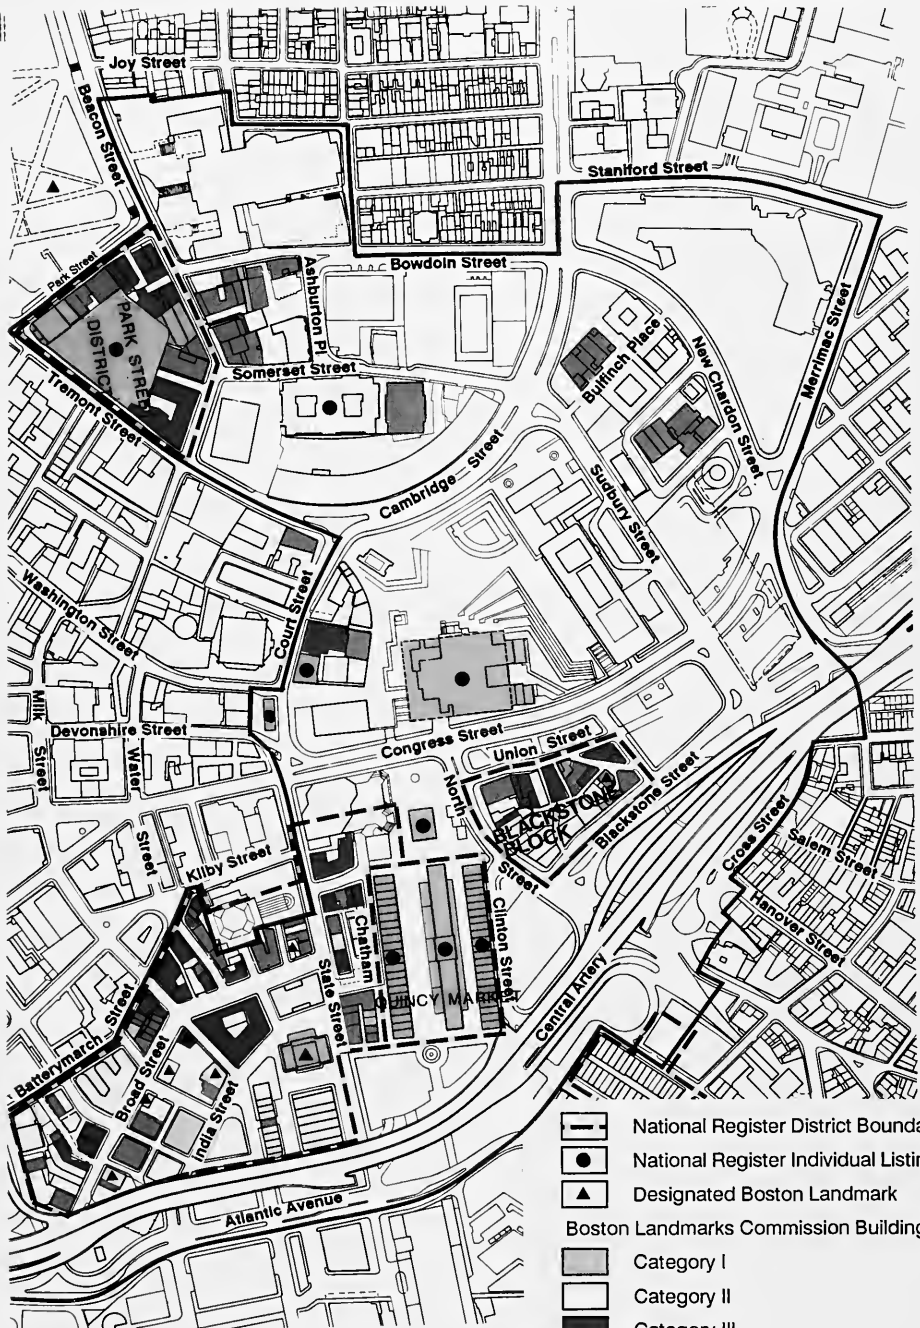 Joy Street
Beacon Street
Staniford Street
Park Street
Bowdoin Street
Ashburton Pl
PARK STREET
DISTRICT
Merrimac Street
Bulfinch Place
New Chardon Street
Somerset Street
Tremont Street
Cambridge Street
Sudbury Street
Washington Street
Court Street
Milk Street
Devonshire Street
Water Street
Congress Street
Union Street
North Street
BLACKSTONE
BLOCK
Blackstone Street
Cross Street
Salem Street
Kilby Street
Hanover Street
Chatham
Clinton Street
State Street
QUINCY MARKET
Central Artery
Batterymarch Street
Broad Street
India Street
Atlantic Avenue
National Register District Bounda
National Register Individual Listin
Designated Boston Landmark
Boston Landmarks Commission Building
Category I
Category II
Category III